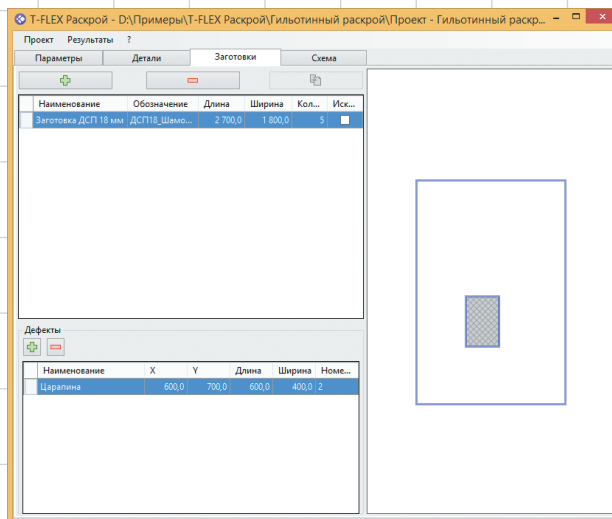 T-FLEX Раскрой - D:\Примеры\T-FLEX Раскрой\Гильотинный раскрой\Проект - Гильотинный раскр...
Проект Результаты ?
Параметры Детали Заготовки Схема
Наименование Обозначение Длина Ширина Кол... Иск...
Заготовка ДСП 18 мм ДСП18_Шамо... 2 700,0 1 800,0 5
Дефекты
Наименование X Y Длина Ширина Номе...
Царапина 600,0 700,0 600,0 400,0 2